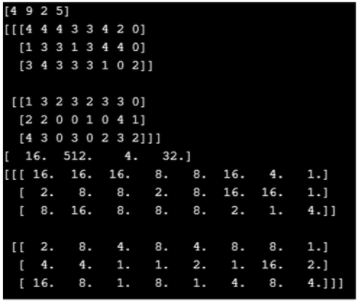 [4 9 2 5]
[[[4 4 4 3 3 4 2 0]
[1 3 3 1 3 4 4 0]
[3 4 3 3 3 1 0 2]]
[[1 3 2 3 2 3 3 0]
[2 2 0 0 1 0 4 1]
[4 3 0 3 0 2 3 2]]]
[ 16. 512. 4. 32.]
[[[ 16. 16. 16. 8. 8. 16. 4. 1.]
[ 2. 8. 8. 2. 8. 16. 16. 1.]
[ 8. 16. 8. 8. 8. 2. 1. 4.]]
[[ 2. 8. 4. 8. 4. 8. 8. 1.]
[ 4. 4. 1. 1. 2. 1. 16. 2.]
[ 16. 8. 1. 8. 1. 4. 8. 4.]]]